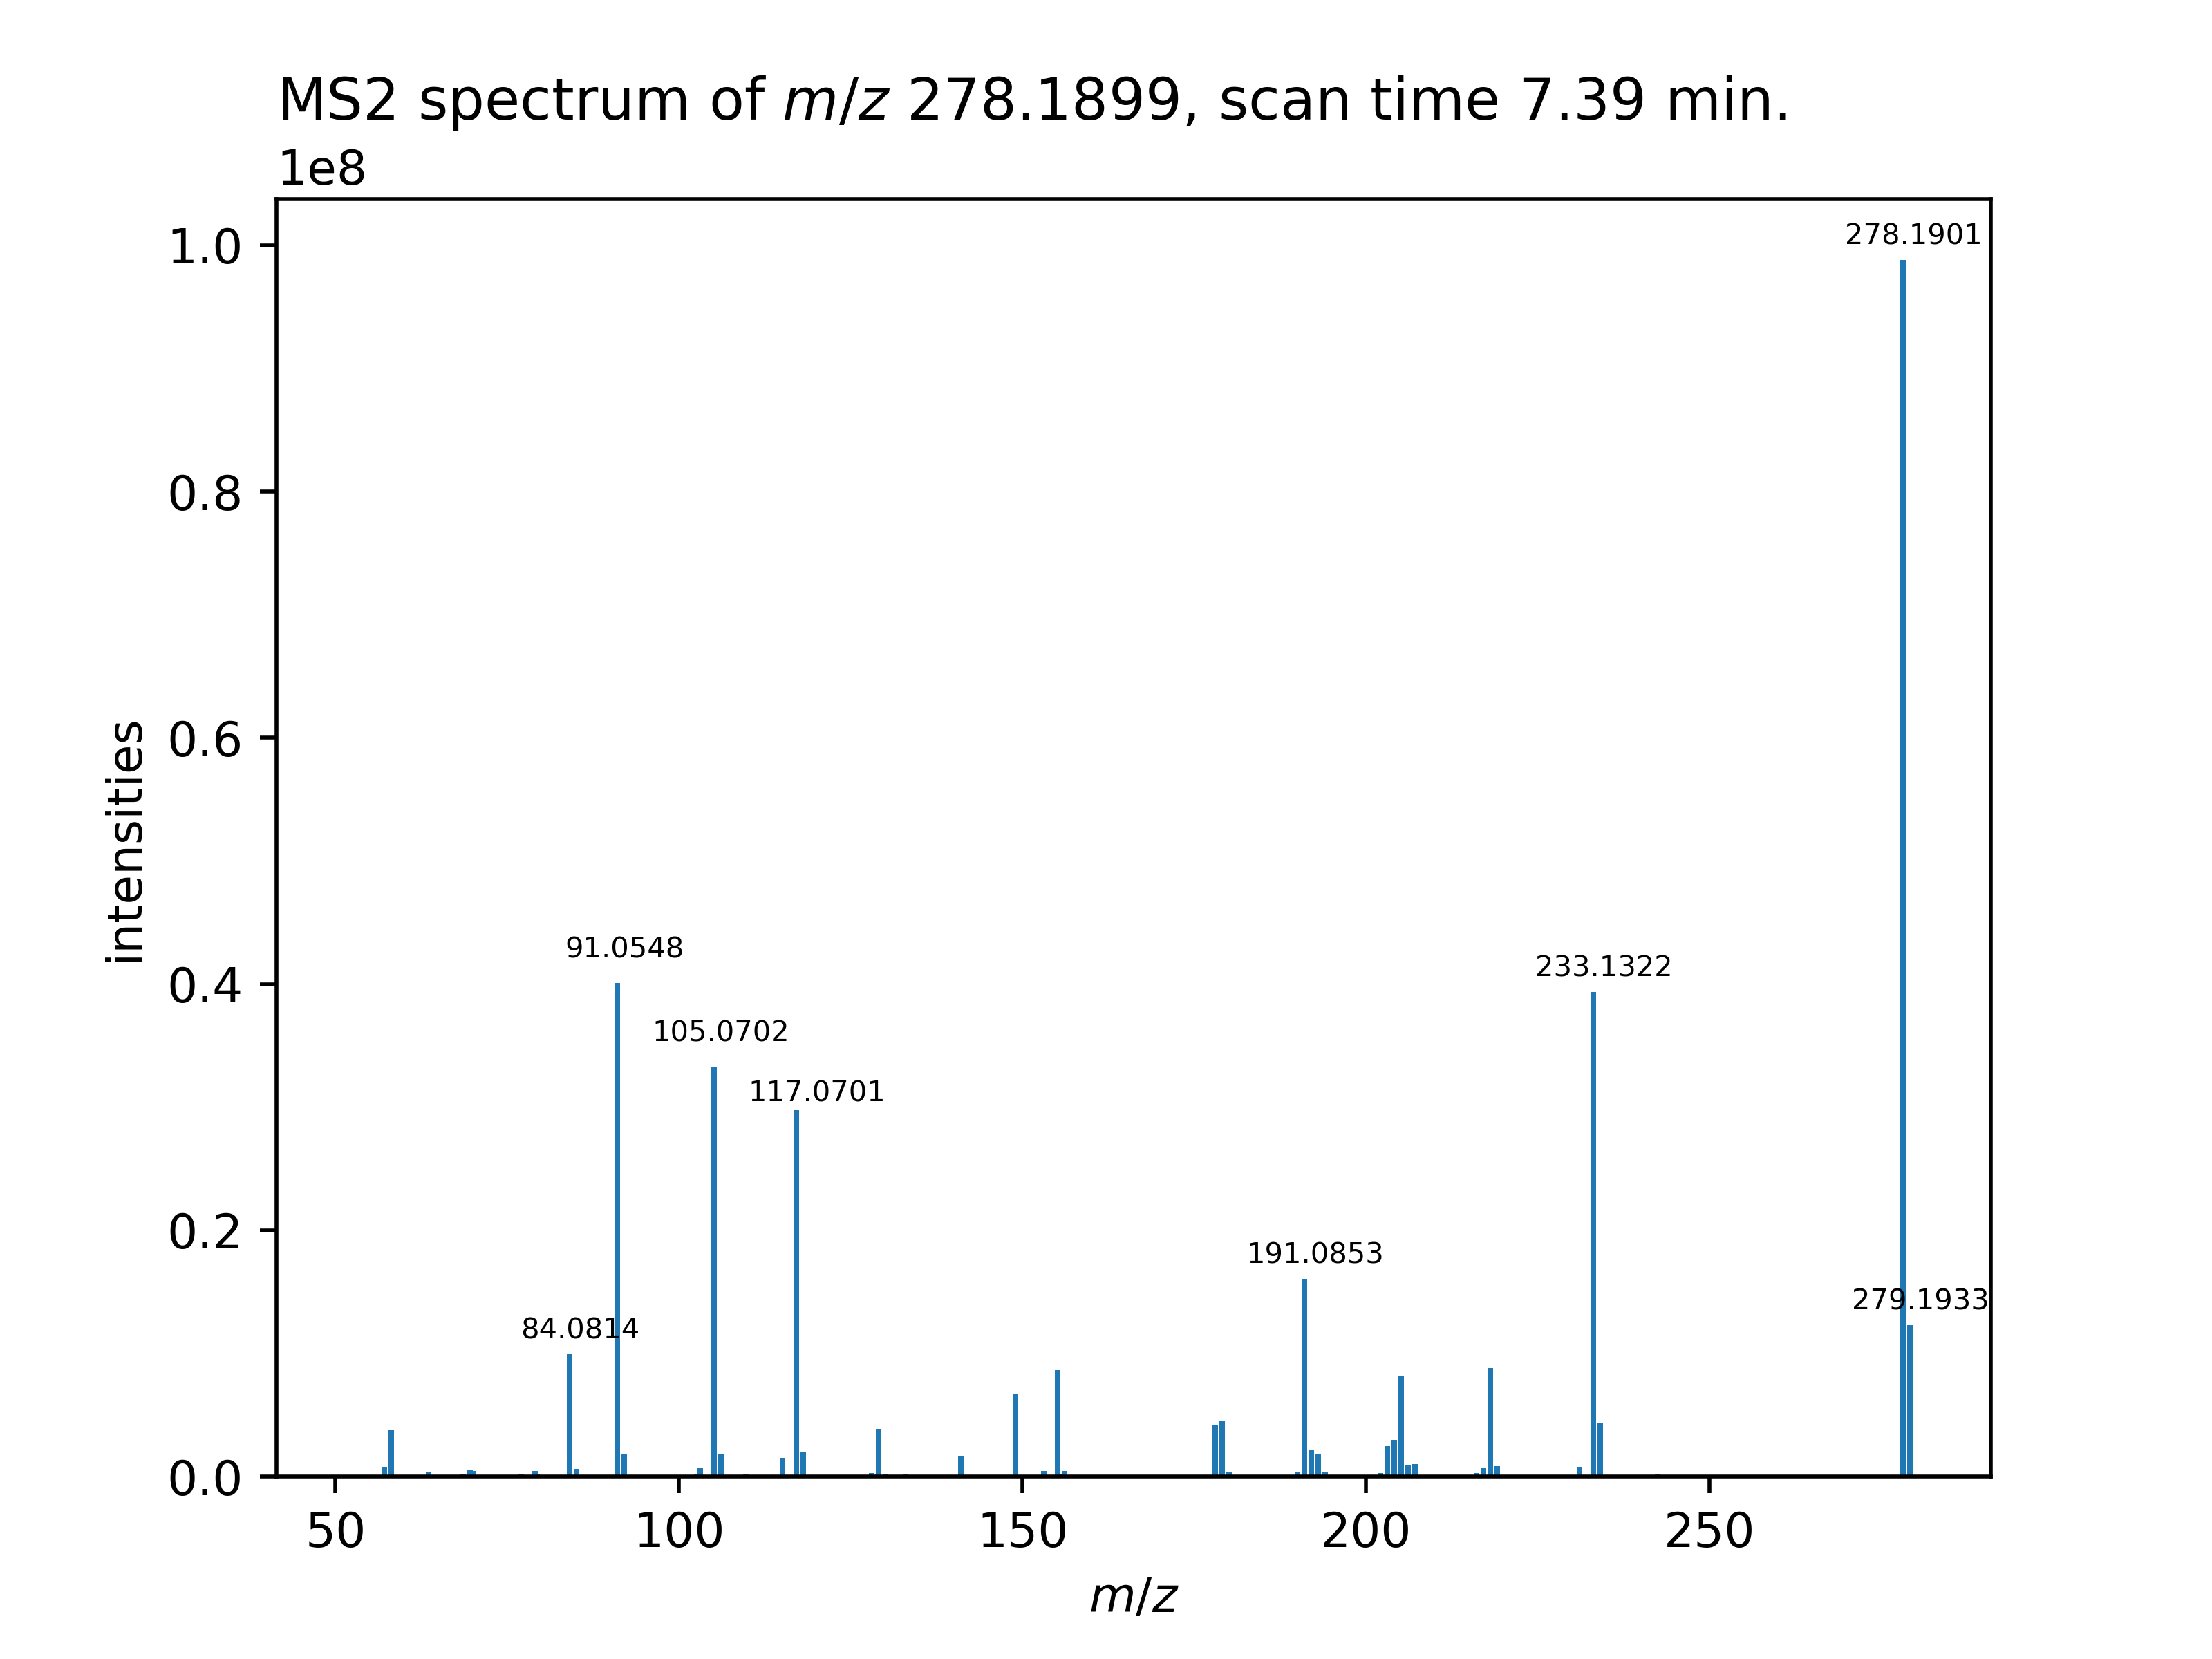 MS2 spectrum of m/z 278.1899, scan time 7.39 min.
1e8
1.0
278.1901
0.8
0.6
intensities
91.0548
233.1322
0.4
105.0702
117.0701
0.2
191.0853
279.1933
84.0814
0.0
50 100 150 200 250
m/z